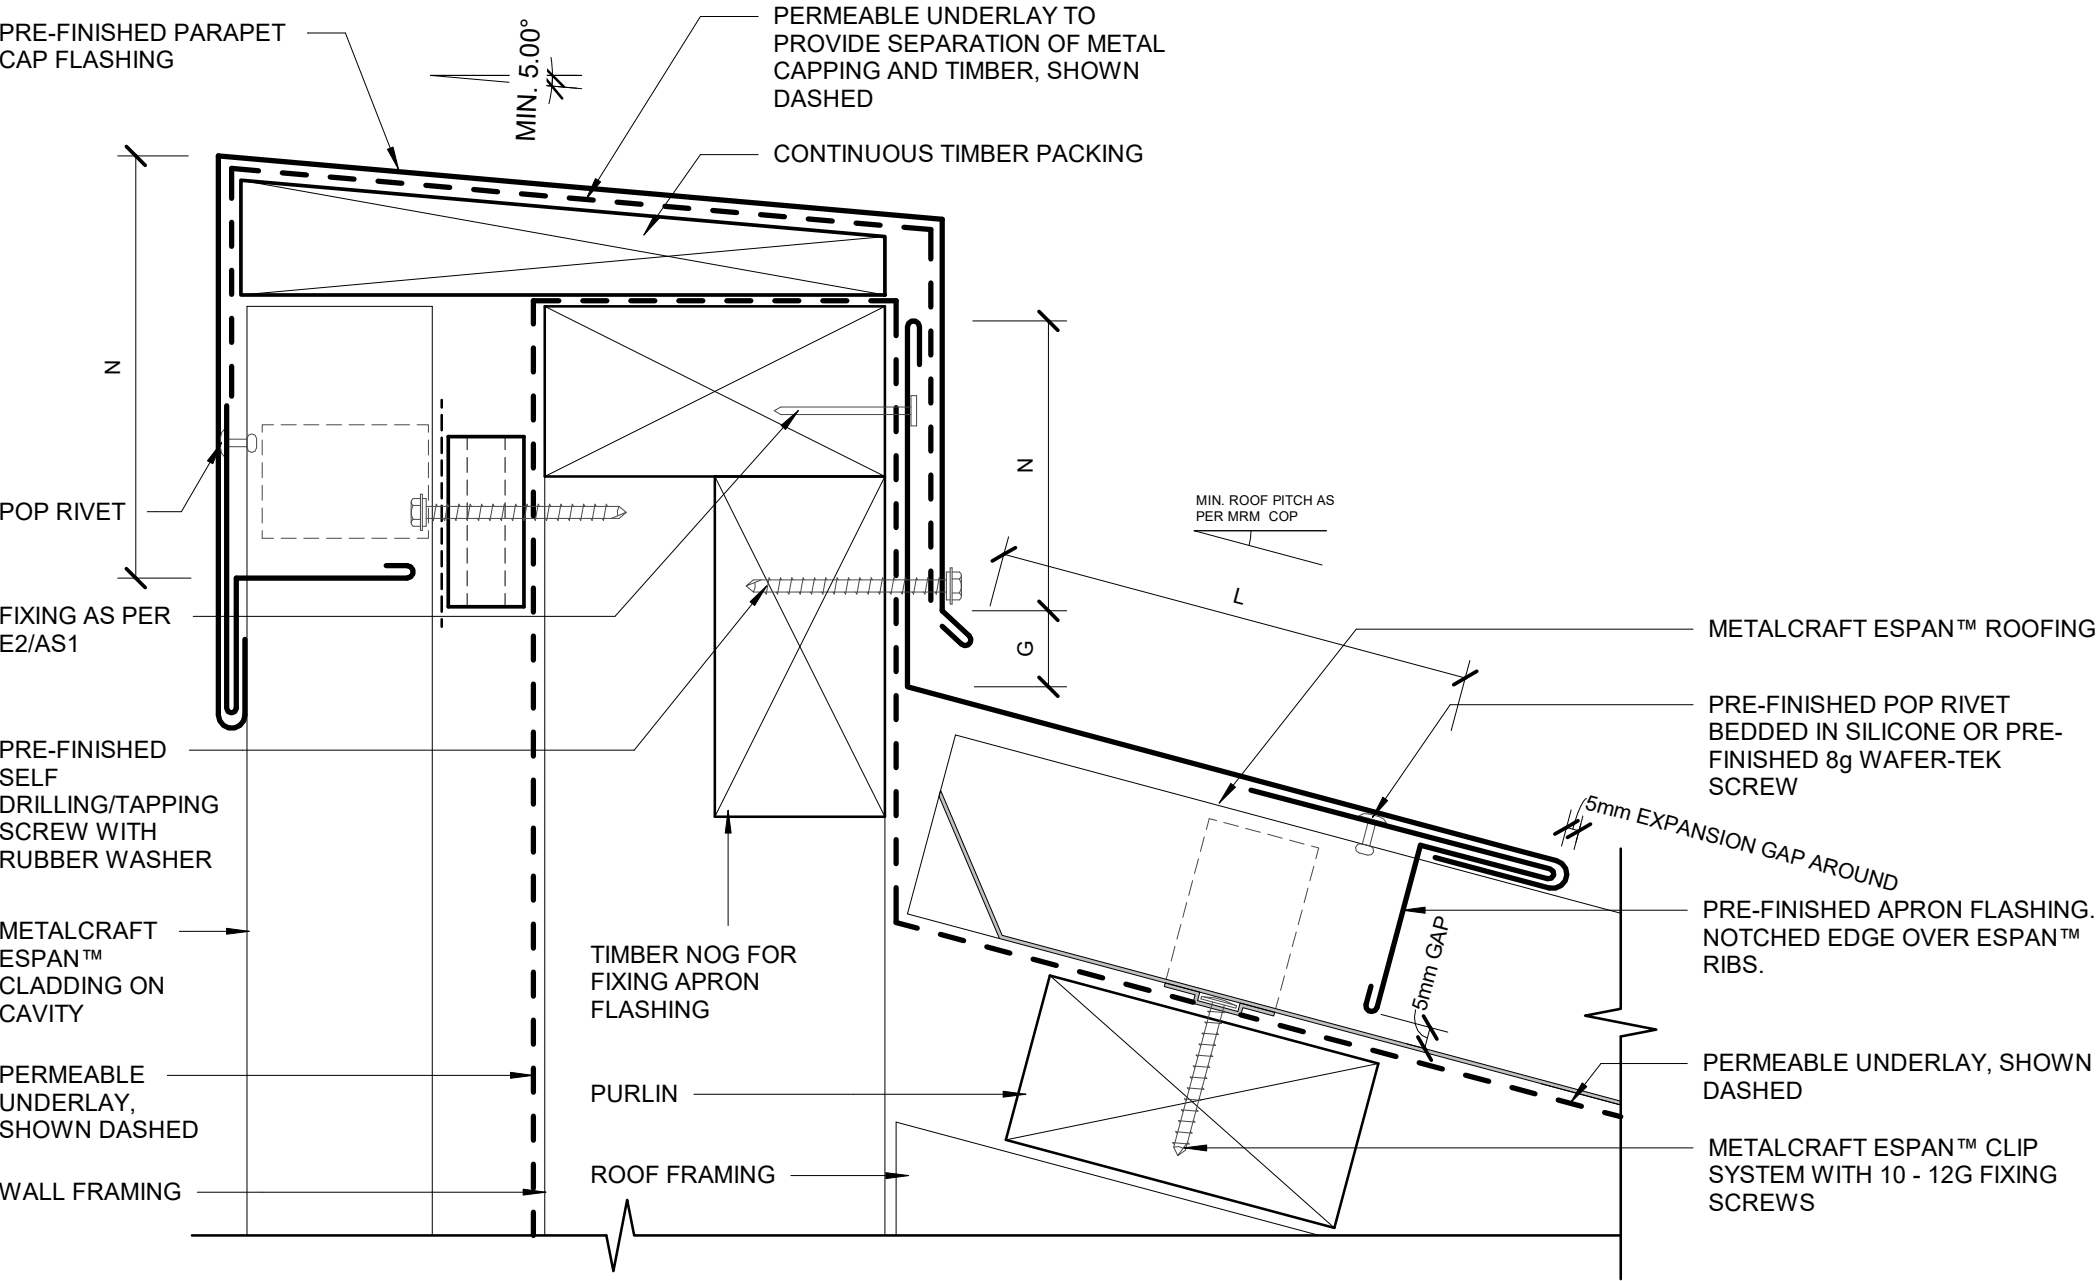 PRE-FINISHED PARAPET
CAP FLASHING
MIN. 5.00°
PERMEABLE UNDERLAY TO
PROVIDE SEPARATION OF METAL
CAPPING AND TIMBER, SHOWN
DASHED
CONTINUOUS TIMBER PACKING
N
POP RIVET
FIXING AS PER
E2/AS1
PRE-FINISHED
SELF
DRILLING/TAPPING
SCREW WITH
RUBBER WASHER
METALCRAFT
ESPAN™
CLADDING ON
CAVITY
PERMEABLE
UNDERLAY,
SHOWN DASHED
WALL FRAMING
TIMBER NOG FOR
FIXING APRON
FLASHING
PURLIN
ROOF FRAMING
N
G
MIN. ROOF PITCH AS
PER MRM COP
L
METALCRAFT ESPAN™ ROOFING
PRE-FINISHED POP RIVET
BEDDED IN SILICONE OR PRE-
FINISHED 8g WAFER-TEK
SCREW
5mm EXPANSION GAP AROUND
PRE-FINISHED APRON FLASHING.
NOTCHED EDGE OVER ESPAN™
RIBS.
5mm GAP
PERMEABLE UNDERLAY, SHOWN
DASHED
METALCRAFT ESPAN™ CLIP
SYSTEM WITH 10 - 12G FIXING
SCREWS